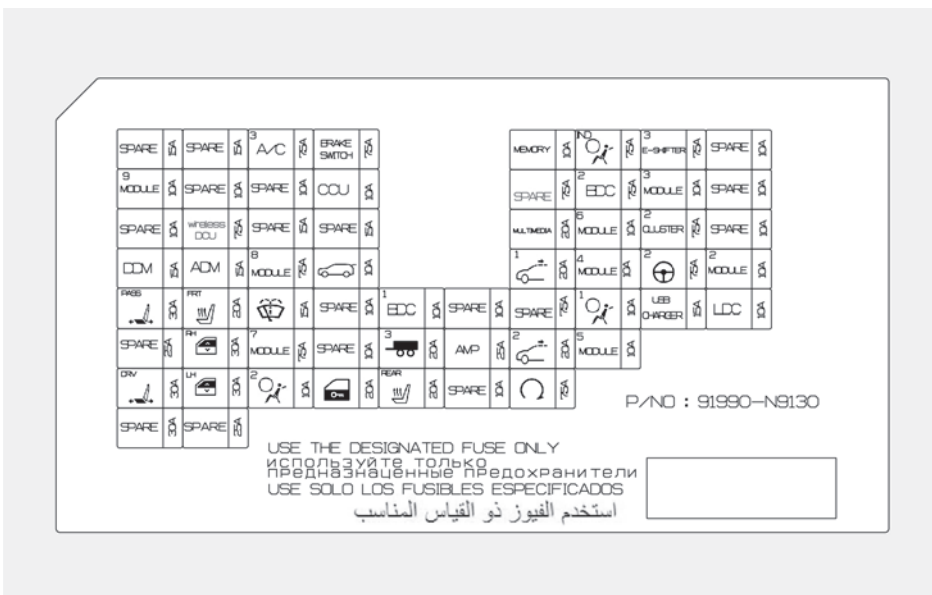 SPARE 15A SPARE 15A 3 A/C 7.5A BRAKE SWITCH 7.5A MEMORY 10A IND 7.5A 3 E-SHIFTER 7.5A SPARE 10A
9 MODULE 10A SPARE 10A SPARE 10A CCU 10A SPARE 7.5A 2 BDC 7.5A 3 MODULE 10A SPARE 10A
SPARE 10A wireless DCU 7.5A SPARE 15A SPARE 15A MULTIMEDIA 20A 6 MODULE 10A 2 CLUSTER 7.5A SPARE 10A
DDM 15A ADM 15A 8 MODULE 7.5A 10A 1 20A 4 MODULE 10A 2 7.5A 2 MODULE 10A
PASS 30A FRT 20A 15A SPARE 10A 1 BDC SPARE 10A SPARE 15A 1 USB CHARGER 15A LDC 10A
SPARE 20A RH 30A 7 MODULE 7.5A SPARE 10A 3 20A AMP 25A 2 20A 5 MODULE 10A
DRV 30A LH 30A 2 10A 20A REAR 20A SPARE 10A 15A
SPARE 30A SPARE 25A
P/NO : 91990-N9130
USE THE DESIGNATED FUSE ONLY
используйте только
предназначенные предохранители
USE SOLO LOS FUSIBLES ESPECIFICADOS
استخدم الفيوز ذو القياس المناسب